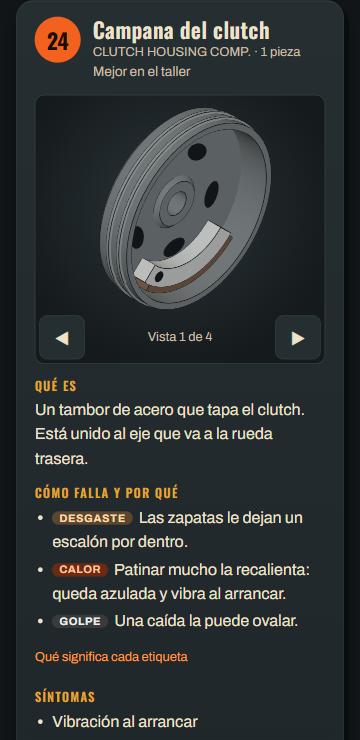 24
Campana del clutch
CLUTCH HOUSING COMP. · 1 pieza
Mejor en el taller
◀
Vista 1 de 4
▶
QUÉ ES
Un tambor de acero que tapa el clutch.
Está unido al eje que va a la rueda
trasera.
CÓMO FALLA Y POR QUÉ
• DESGASTE Las zapatas le dejan un
escalón por dentro.
• CALOR Patinar mucho la recalienta:
queda azulada y vibra al arrancar.
• GOLPE Una caída la puede ovalar.
Qué significa cada etiqueta
SÍNTOMAS
• Vibración al arrancar